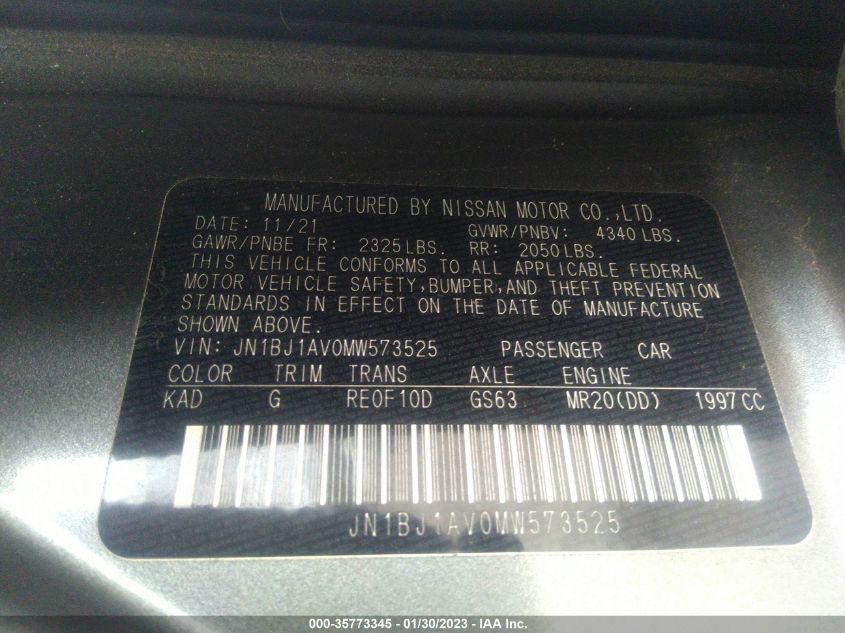 MANUFACTURED BY NISSAN MOTOR CO.,LTD.
DATE: 11/21 GVWR/PNBV: 4340 LBS.
GAWR/PNBE FR: 2325 LBS. RR: 2050 LBS.
THIS VEHICLE CONFORMS TO ALL APPLICABLE FEDERAL
MOTOR VEHICLE SAFETY,BUMPER,AND THEFT PREVENTION
STANDARDS IN EFFECT ON THE DATE OF MANUFACTURE
SHOWN ABOVE.
VIN: JN1BJ1AV0MW573525 PASSENGER CAR
COLOR TRIM TRANS AXLE ENGINE
KAD G RE0F10D GS63 MR20(DD) 1997 CC
JN1BJ1AV0MW573525
000-35773345 - 01/30/2023 - IAA Inc.